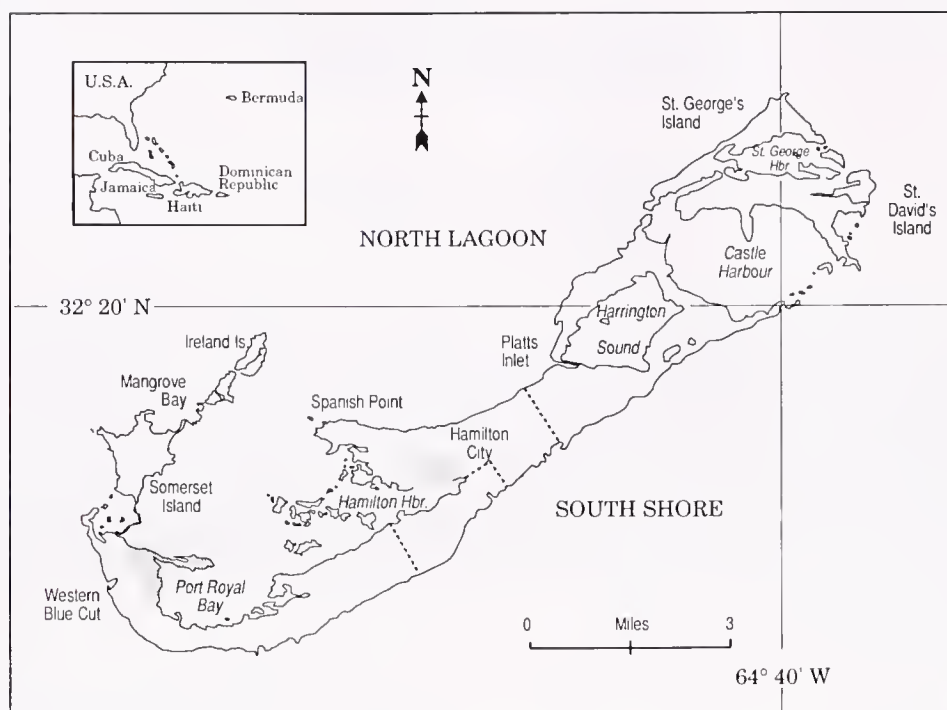 U.S.A.
Bermuda
Cuba
Jamaica
Haiti
Dominican
Republic
N
St. George's
Island
St. George
Hbr
St.
David's
Island
NORTH LAGOON
Castle
Harbour
32° 20' N
Harrington
Sound
Ireland Is.
Platts
Inlet
Mangrove
Bay
Spanish Point
Hamilton
City
Somerset
Island
Hamilton Hbr.
SOUTH SHORE
Port Royal
Bay
Western
Blue Cut
0 Miles 3
64° 40' W